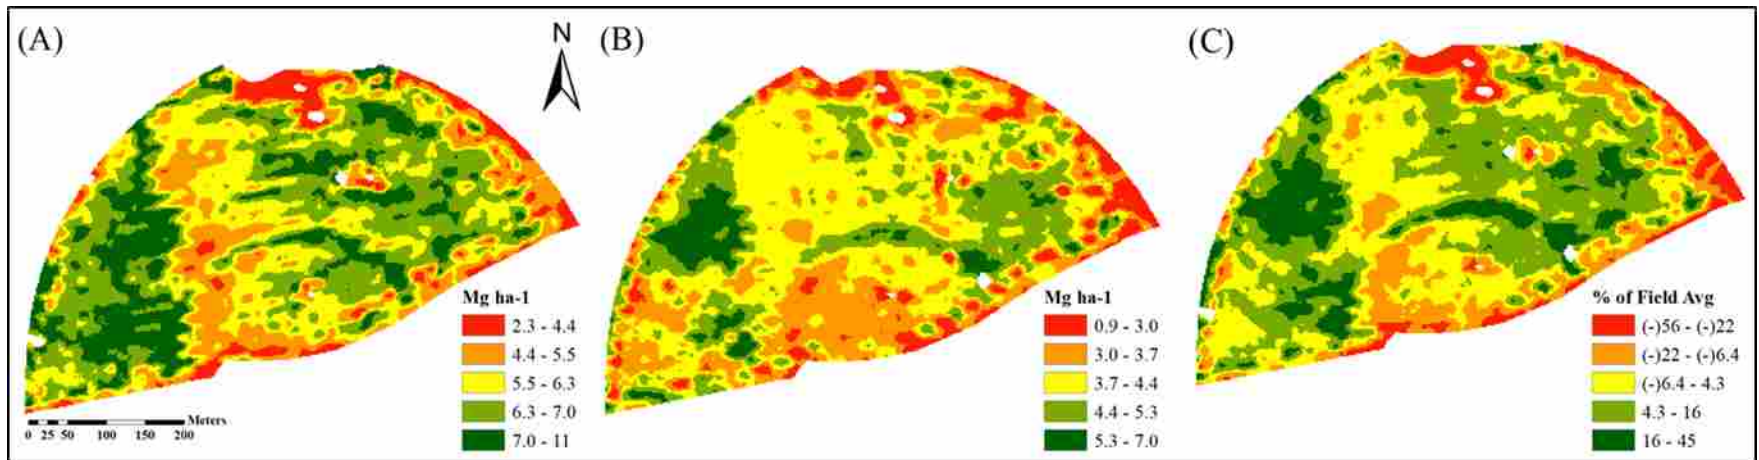 (A)
N
(B)
(C)
Mg ha-1
2.3 - 4.4
4.4 - 5.5
5.5 - 6.3
6.3 - 7.0
7.0 - 11
Meters
0 25 50 100 150 200
Mg ha-1
0.9 - 3.0
3.0 - 3.7
3.7 - 4.4
4.4 - 5.3
5.3 - 7.0
% of Field Avg
(-)56 - (-)22
(-)22 - (-)6.4
(-)6.4 - 4.3
4.3 - 16
16 - 45